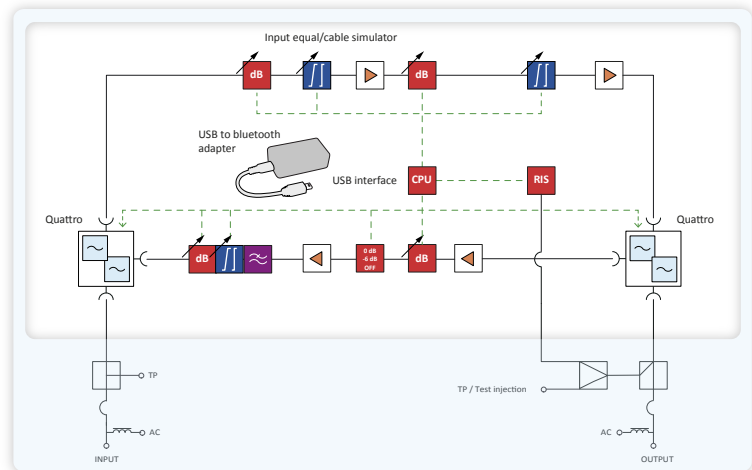 Input equal/cable simulator
dB
dB
USB to bluetooth
adapter
USB interface
CPU
RIS
Quattro
Quattro
dB
0 dB
-6 dB
OFF
dB
TP
TP / Test injection
AC
AC
INPUT
OUTPUT